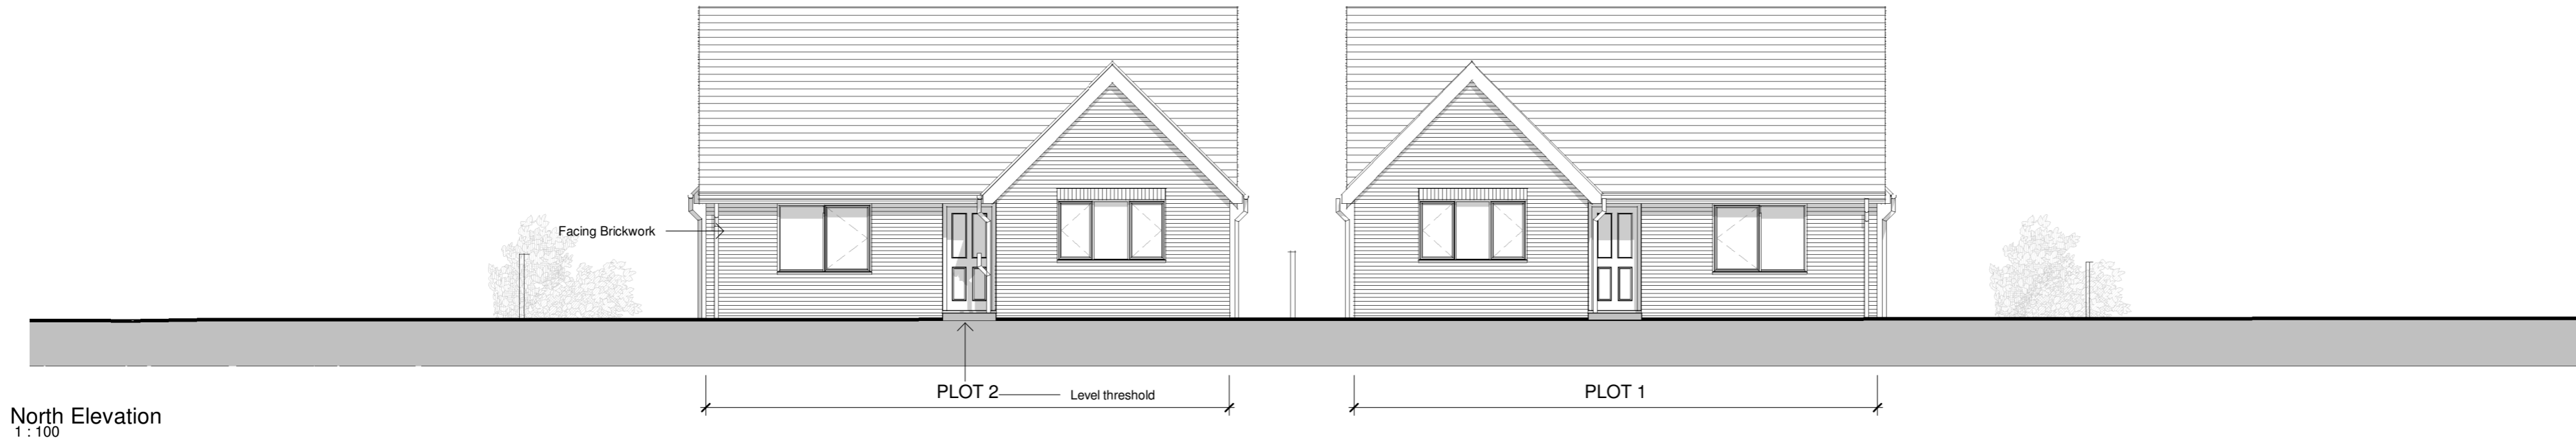 Facing Brickwork
PLOT 2
Level threshold
PLOT 1
North Elevation
1 : 100